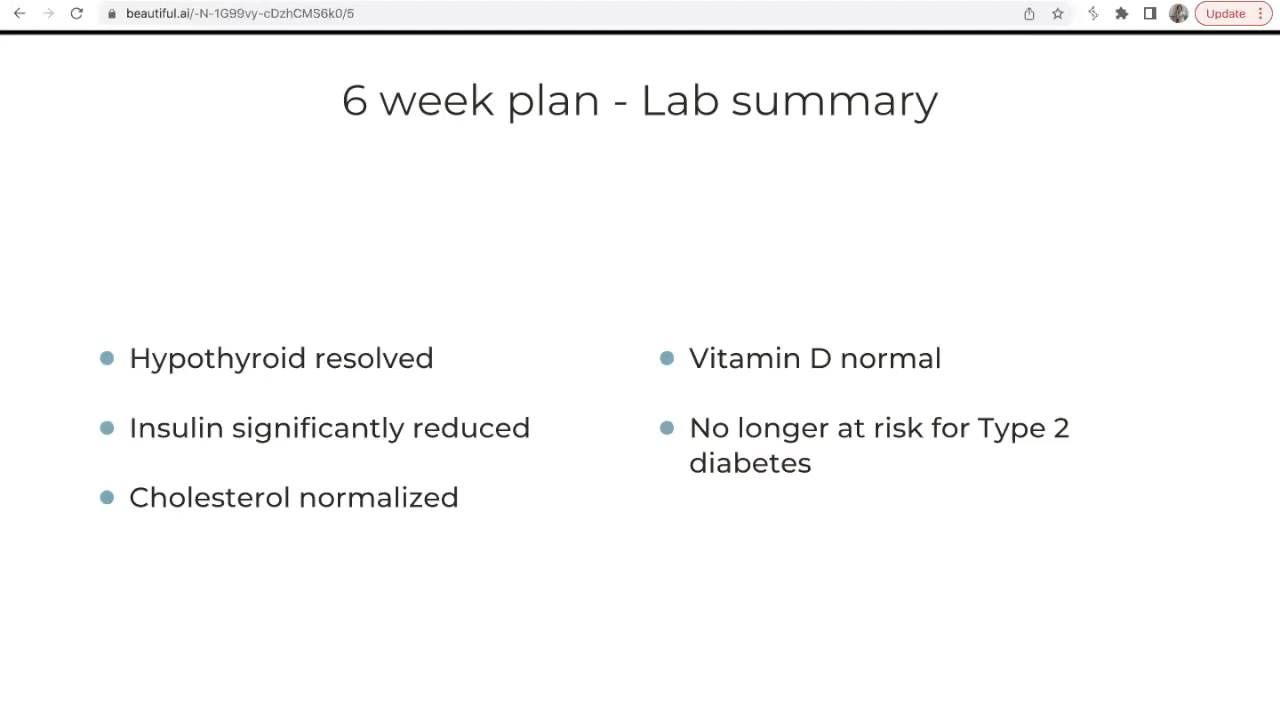 beautiful.ai/-N-1G99vy-cDzhCMS6k0/5
Update
6 week plan - Lab summary
Hypothyroid resolved
Insulin significantly reduced
Cholesterol normalized
Vitamin D normal
No longer at risk for Type 2
diabetes